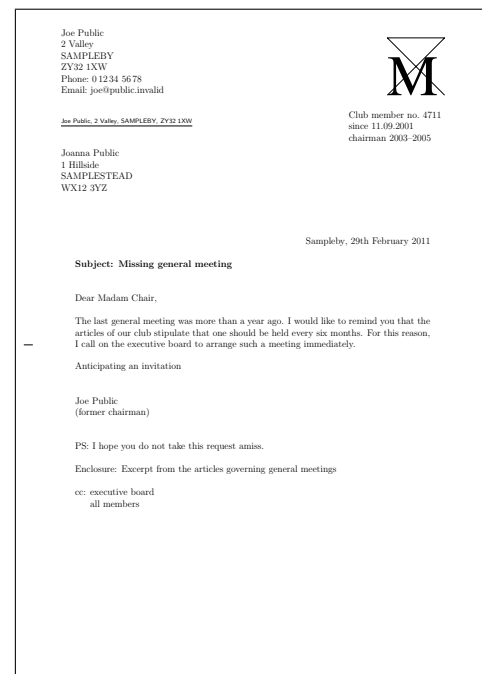 Joe Public
2 Valley
SAMPLEBY
ZY32 1XW
Phone: 0 12 34 56 78
Email: joe@public.invalid
M
Joe Public, 2 Valley, SAMPLEBY, ZY32 1XW
Club member no. 4711
since 11.09.2001
chairman 2003–2005
Joanna Public
1 Hillside
SAMPLESTEAD
WX12 3YZ
Sampleby, 29th February 2011
Subject: Missing general meeting
Dear Madam Chair,
The last general meeting was more than a year ago. I would like to remind you that the
articles of our club stipulate that one should be held every six months. For this reason,
I call on the executive board to arrange such a meeting immediately.
Anticipating an invitation
Joe Public
(former chairman)
PS: I hope you do not take this request amiss.
Enclosure: Excerpt from the articles governing general meetings
cc: executive board
all members